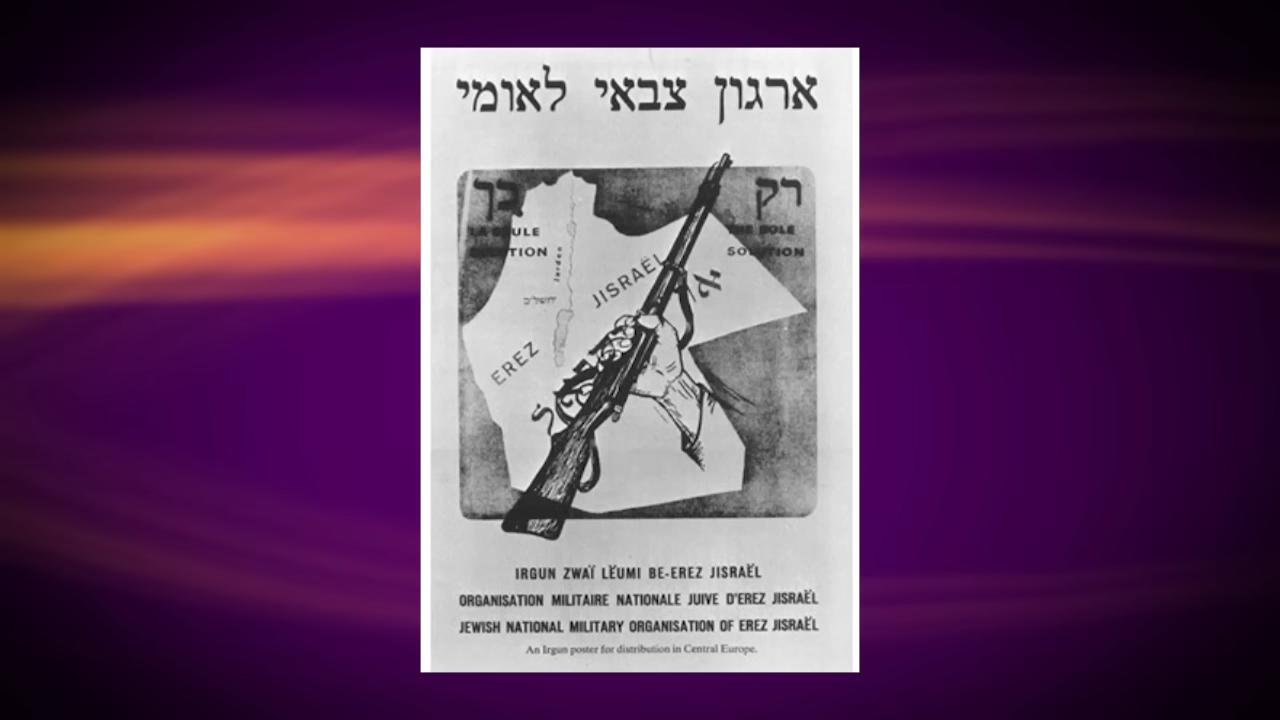 ארגון צבאי לאומי
רק כך
LA SEULE
SOLUTION
THE SOLE
SOLUTION
Jarden
EREZ JISRAËL
IRGUN ZWAÏ LËUMI BE-EREZ JISRAËL
ORGANISATION MILITAIRE NATIONALE JUIVE D'EREZ JISRAËL
JEWISH NATIONAL MILITARY ORGANISATION OF EREZ JISRAËL
An Irgun poster for distribution in Central Europe.